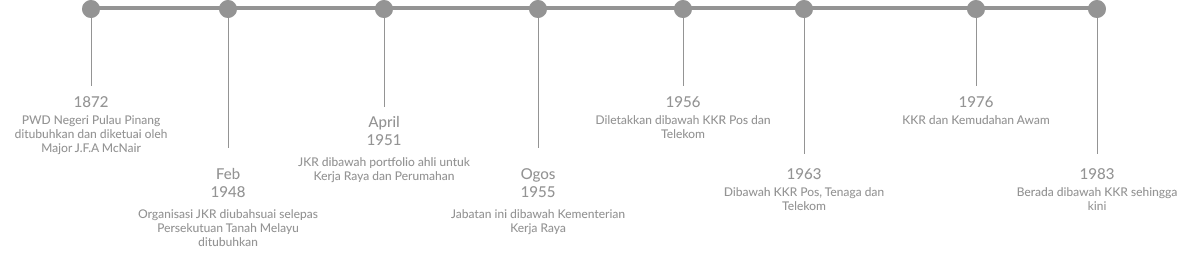 1872
PWD Negeri Pulau Pinang
ditubuhkan dan diketuai oleh
Major J.F.A McNair
Feb
1948
Organisasi JKR diubahsuai selepas
Persekutuan Tanah Melayu
ditubuhkan
April
1951
JKR dibawah portfolio ahli untuk
Kerja Raya dan Perumahan
Ogos
1955
Jabatan ini dibawah Kementerian
Kerja Raya
1956
Diletakkan dibawah KKR Pos dan
Telekom
1963
Dibawah KKR Pos, Tenaga dan
Telekom
1976
KKR dan Kemudahan Awam
1983
Berada dibawah KKR sehingga
kini